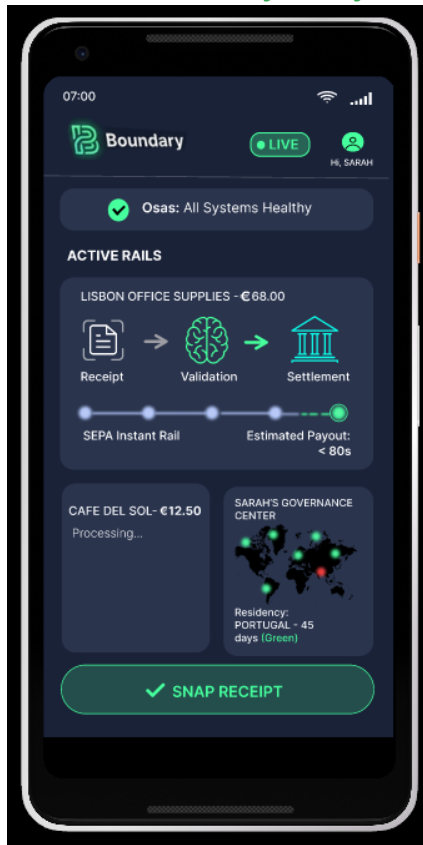 07:00
Boundary
LIVE
Hi, SARAH
Osas: All Systems Healthy
ACTIVE RAILS
LISBON OFFICE SUPPLIES - €68.00
Receipt
Validation
Settlement
SEPA Instant Rail
Estimated Payout:
< 80s
CAFE DEL SOL- €12.50
Processing...
SARAH'S GOVERNANCE
CENTER
Residency:
PORTUGAL - 45
days (Green)
SNAP RECEIPT